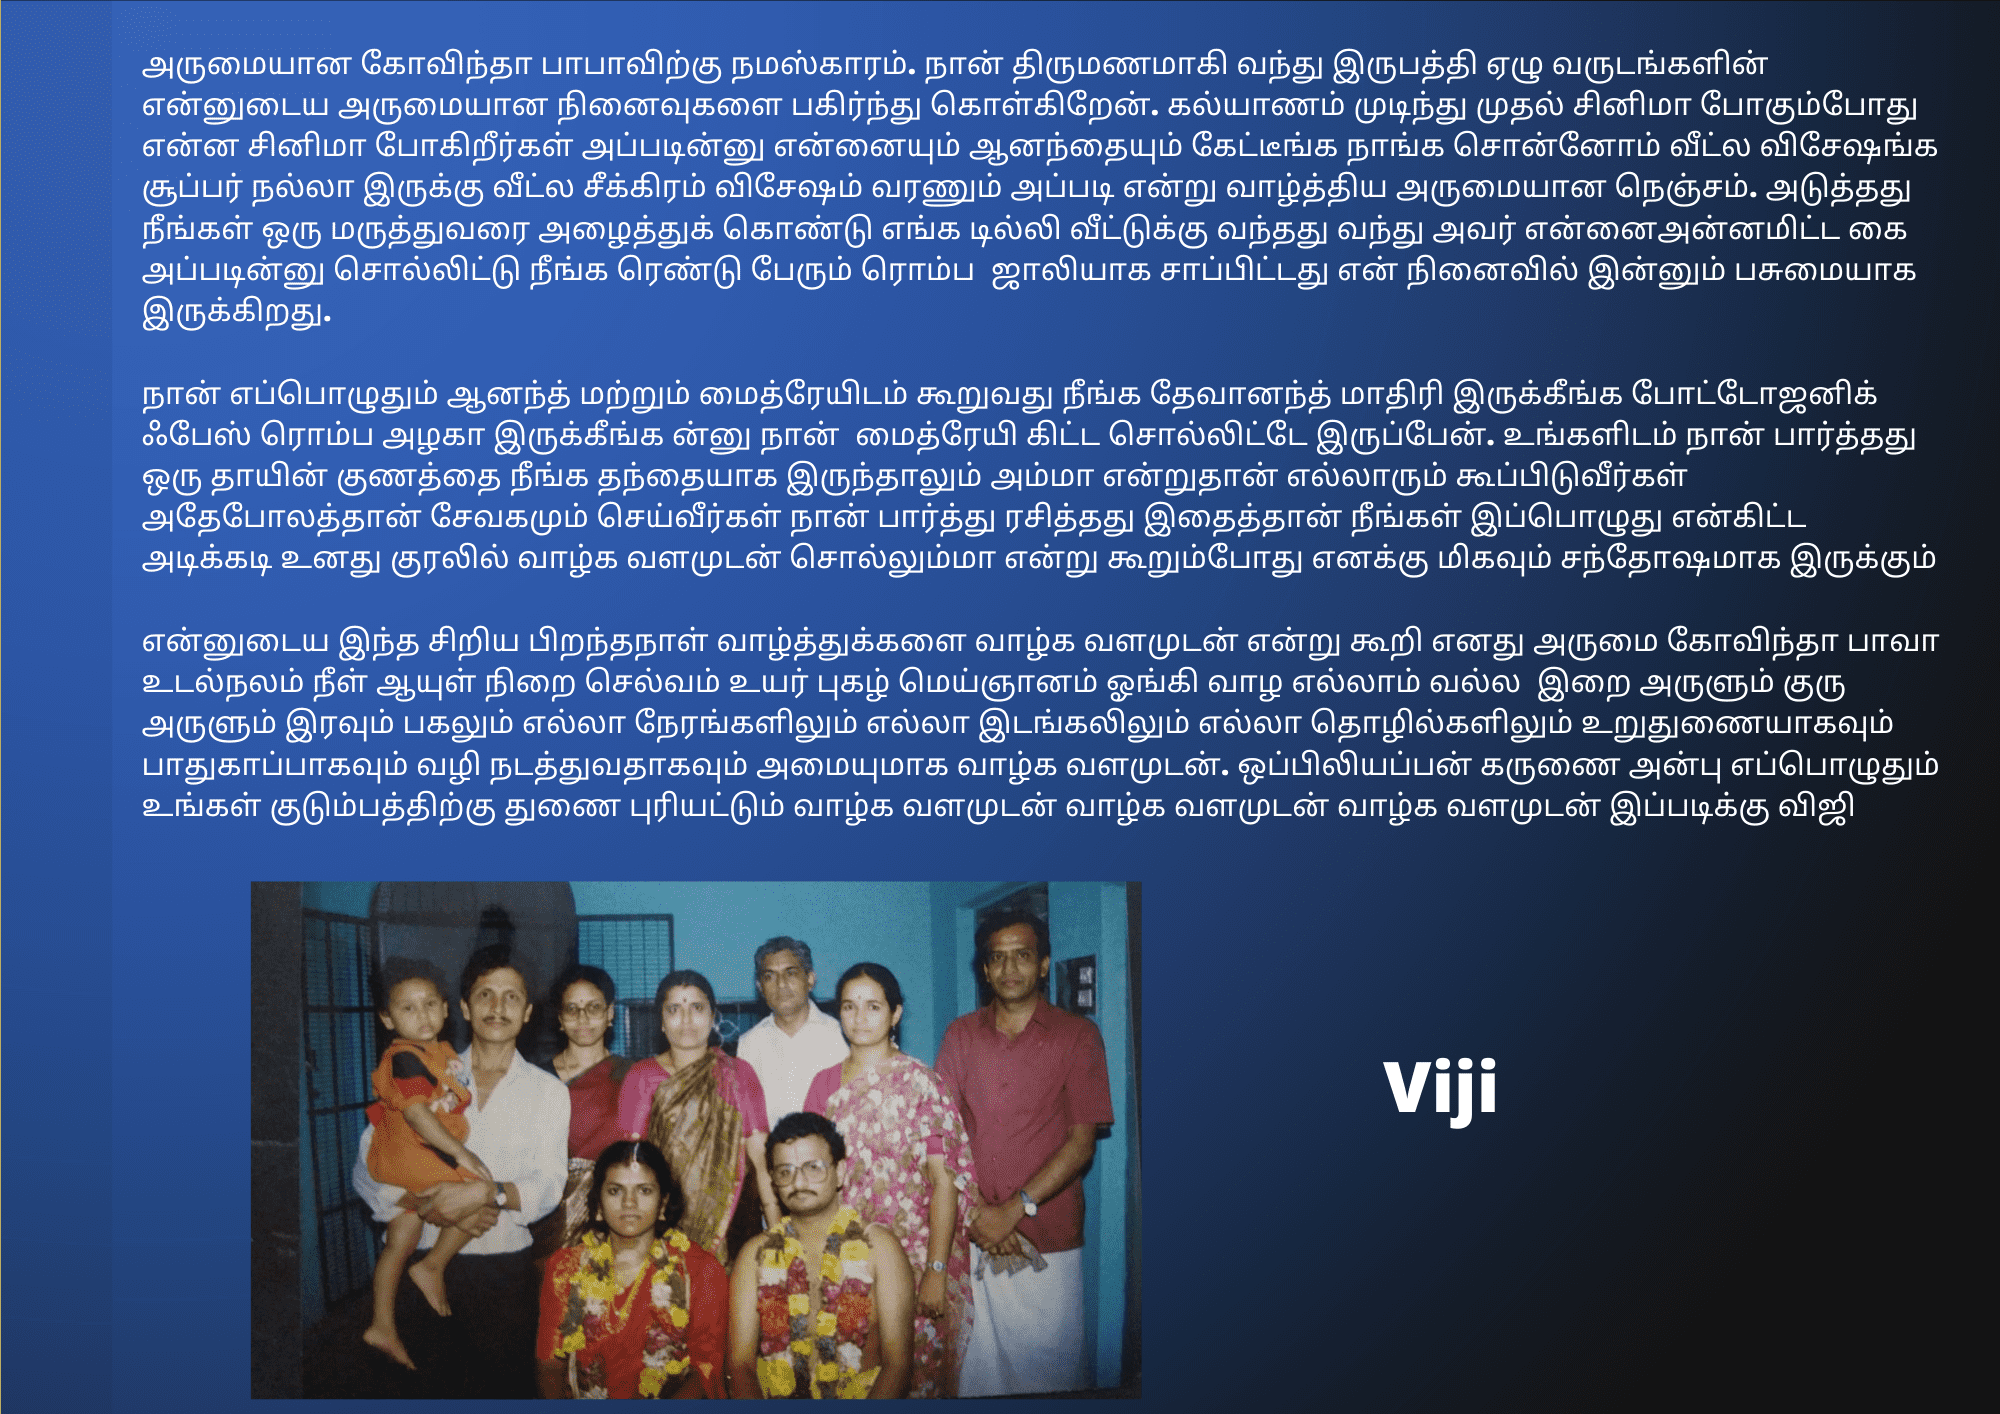 அருமையான கோவிந்தா பாபாவிற்கு நமஸ்காரம். நான் திருமணமாகி வந்து இருபத்தி ஏழு வருடங்களின்
என்னுடைய அருமையான நினைவுகளை பகிர்ந்து கொள்கிறேன். கல்யாணம் முடிந்து முதல் சினிமா போகும்போது
என்ன சினிமா போகிறீர்கள் அப்படின்னு என்னையும் ஆனந்தையும் கேட்டீங்க நாங்க சொன்னோம் வீட்ல விசேஷங்க
சூப்பர் நல்லா இருக்கு வீட்ல சீக்கிரம் விசேஷம் வரணும் அப்படி என்று வாழ்த்திய அருமையான நெஞ்சம். அடுத்தது
நீங்கள் ஒரு மருத்துவரை அழைத்துக் கொண்டு எங்க டில்லி வீட்டுக்கு வந்தது வந்து அவர் என்னைஅன்னமிட்ட கை
அப்படின்னு சொல்லிட்டு நீங்க ரெண்டு பேரும் ரொம்ப  ஜாலியாக சாப்பிட்டது என் நினைவில் இன்னும் பசுமையாக
இருக்கிறது.
நான் எப்பொழுதும் ஆனந்த் மற்றும் மைத்ரேயிடம் கூறுவது நீங்க தேவானந்த் மாதிரி இருக்கீங்க போட்டோஜனிக்
ஃபேஸ் ரொம்ப அழகா இருக்கீங்க ன்னு நான்  மைத்ரேயி கிட்ட சொல்லிட்டே இருப்பேன். உங்களிடம் நான் பார்த்தது
ஒரு தாயின் குணத்தை நீங்க தந்தையாக இருந்தாலும் அம்மா என்றுதான் எல்லாரும் கூப்பிடுவீர்கள்
அதேபோலத்தான் சேவகமும் செய்வீர்கள் நான் பார்த்து ரசித்தது இதைத்தான் நீங்கள் இப்பொழுது என்கிட்ட
அடிக்கடி உனது குரலில் வாழ்க வளமுடன் சொல்லும்மா என்று கூறும்போது எனக்கு மிகவும் சந்தோஷமாக இருக்கும்
என்னுடைய இந்த சிறிய பிறந்தநாள் வாழ்த்துக்களை வாழ்க வளமுடன் என்று கூறி எனது அருமை கோவிந்தா பாவா
உடல்நலம் நீள் ஆயுள் நிறை செல்வம் உயர் புகழ் மெய்ஞானம் ஓங்கி வாழ எல்லாம் வல்ல  இறை அருளும் குரு
அருளும் இரவும் பகலும் எல்லா நேரங்களிலும் எல்லா இடங்கலிலும் எல்லா தொழில்களிலும் உறுதுணையாகவும்
பாதுகாப்பாகவும் வழி நடத்துவதாகவும் அமையுமாக வாழ்க வளமுடன். ஒப்பிலியப்பன் கருணை அன்பு எப்பொழுதும்
உங்கள் குடும்பத்திற்கு துணை புரியட்டும் வாழ்க வளமுடன் வாழ்க வளமுடன் வாழ்க வளமுடன் இப்படிக்கு விஜி
Viji